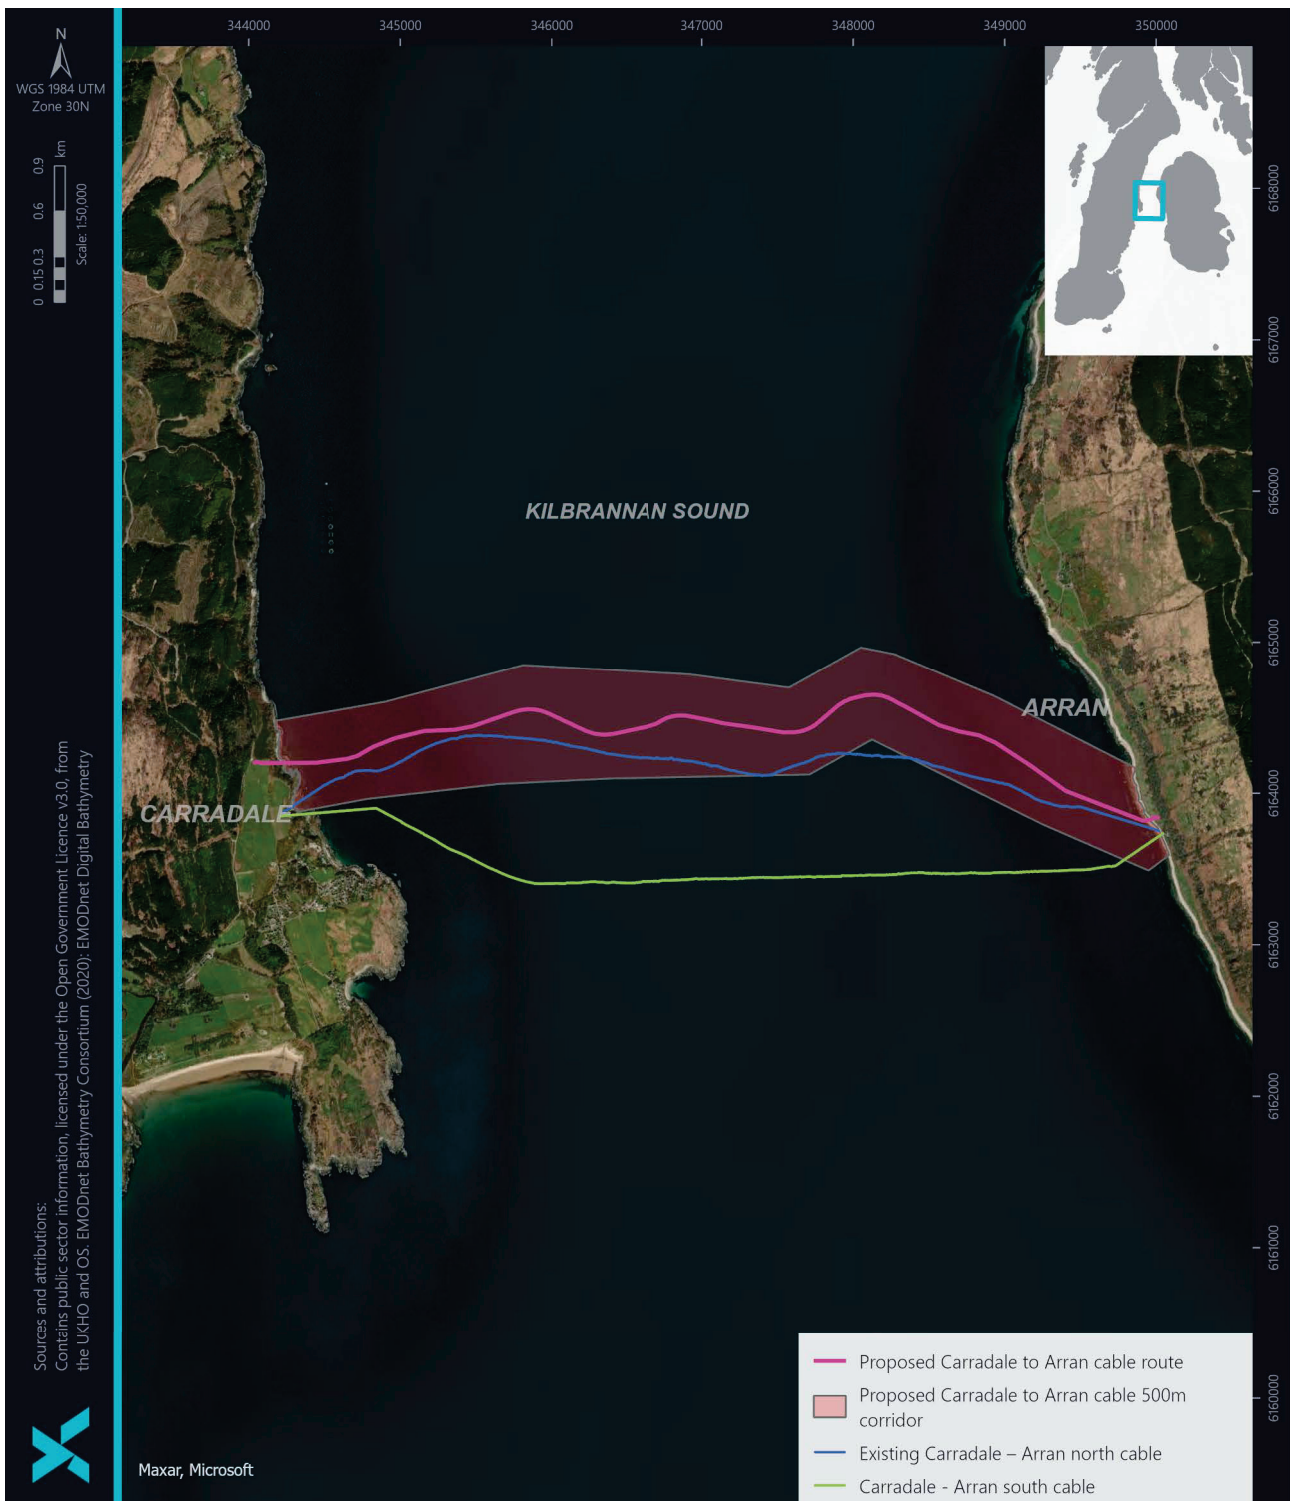 344000
345000
346000
347000
348000
349000
350000
N
WGS 1984 UTM
Zone 30N
0 0.15 0.3 0.6 0.9
km
Scale: 1:50,000
6168000
6167000
6166000
6165000
6164000
6163000
6162000
6161000
6160000
KILBRANNAN SOUND
ARRAN
CARRADALE
Sources and attributions:
Contains public sector information, licensed under the Open Government Licence v3.0, from
the UKHO and OS. EMODnet Bathymetry Consortium (2020): EMODnet Digital Bathymetry
Maxar, Microsoft
Proposed Carradale to Arran cable route
Proposed Carradale to Arran cable 500m
corridor
Existing Carradale – Arran north cable
Carradale - Arran south cable